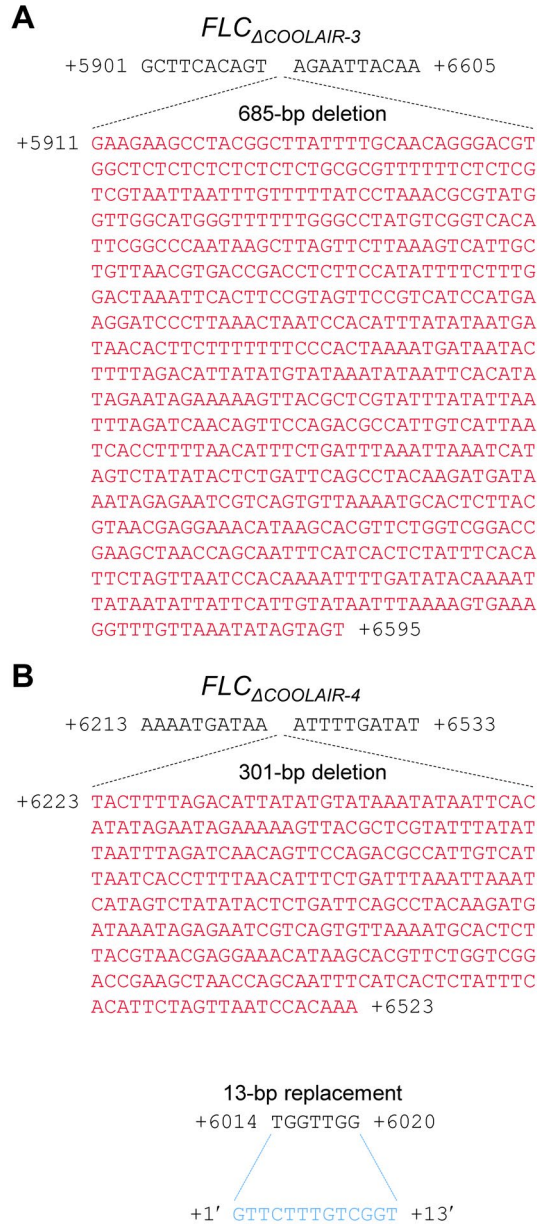 A
FLCΔCOOLAIR-3
+5901 GCTTCACAGT AGAATTACAA +6605
685-bp deletion
+5911 GAAGAAGCCTACGGCTTATTTTGCAACAGGGACGT
GGCTCTCTCTCTCTCTGCGCGTTTTTTCTCTCG
TCGTAATTAATTTGTTTTTATCCTAAACGCGTATG
GTTGGCATGGGTTTTTTGGGCCTATGTCGGTCACA
TTCGGCCCAATAAGCTTAGTTCTTAAAGTCATTGC
TGTTAACGTGACCGACCTCTTCCATATTTTCTTTG
GACTAAATTCACTTCCGTAGTTCCGTCATCCATGA
AGGATCCCTTAAACTAATCCACATTTATATAATGA
TAACACTTCTTTTTTTCCCACTAAAATGATAATAC
TTTTAGACATTATATGTATAAATATAATTCACATA
TAGAATAGAAAAAGTTACGCTCGTATTTATATTAA
TTTAGATCAACAGTTCCAGACGCCATTGTCATTAA
TCACCTTTTAACATTTCTGATTTAAATTAAATCAT
AGTCTATATACTCTGATTCAGCCTACAAGATGATA
AATAGAGAATCGTCAGTGTTAAAATGCACTCTTAC
GTAACGAGGAAACATAAGCACGTTCTGGTCGGACC
GAAGCTAACCAGCAATTTCATCACTCTATTTCACA
TTCTAGTTAATCCACAAAATTTTGATATACAAAAT
TATAATATTATTCATTGTATAATTTAAAAGTGAAA
GGTTTGTTAAATATAGTAGT +6595
B
FLCΔCOOLAIR-4
+6213 AAAATGATAA ATTTTGATAT +6533
301-bp deletion
+6223 TACTTTTAGACATTATATGTATAAATATAATTCAC
ATATAGAATAGAAAAAGTTACGCTCGTATTTATAT
TAATTTAGATCAACAGTTCCAGACGCCATTGTCAT
TAATCACCTTTTAACATTTCTGATTTAAATTAAAT
CATAGTCTATATACTCTGATTCAGCCTACAAGATG
ATAAATAGAGAATCGTCAGTGTTAAAATGCACTCT
TACGTAACGAGGAAACATAAGCACGTTCTGGTCGG
ACCGAAGCTAACCAGCAATTTCATCACTCTATTTC
ACATTCTAGTTAATCCACAAA +6523
13-bp replacement
+6014 TGGTTGG +6020
+1′ GTTCTTTGTCGGT +13′